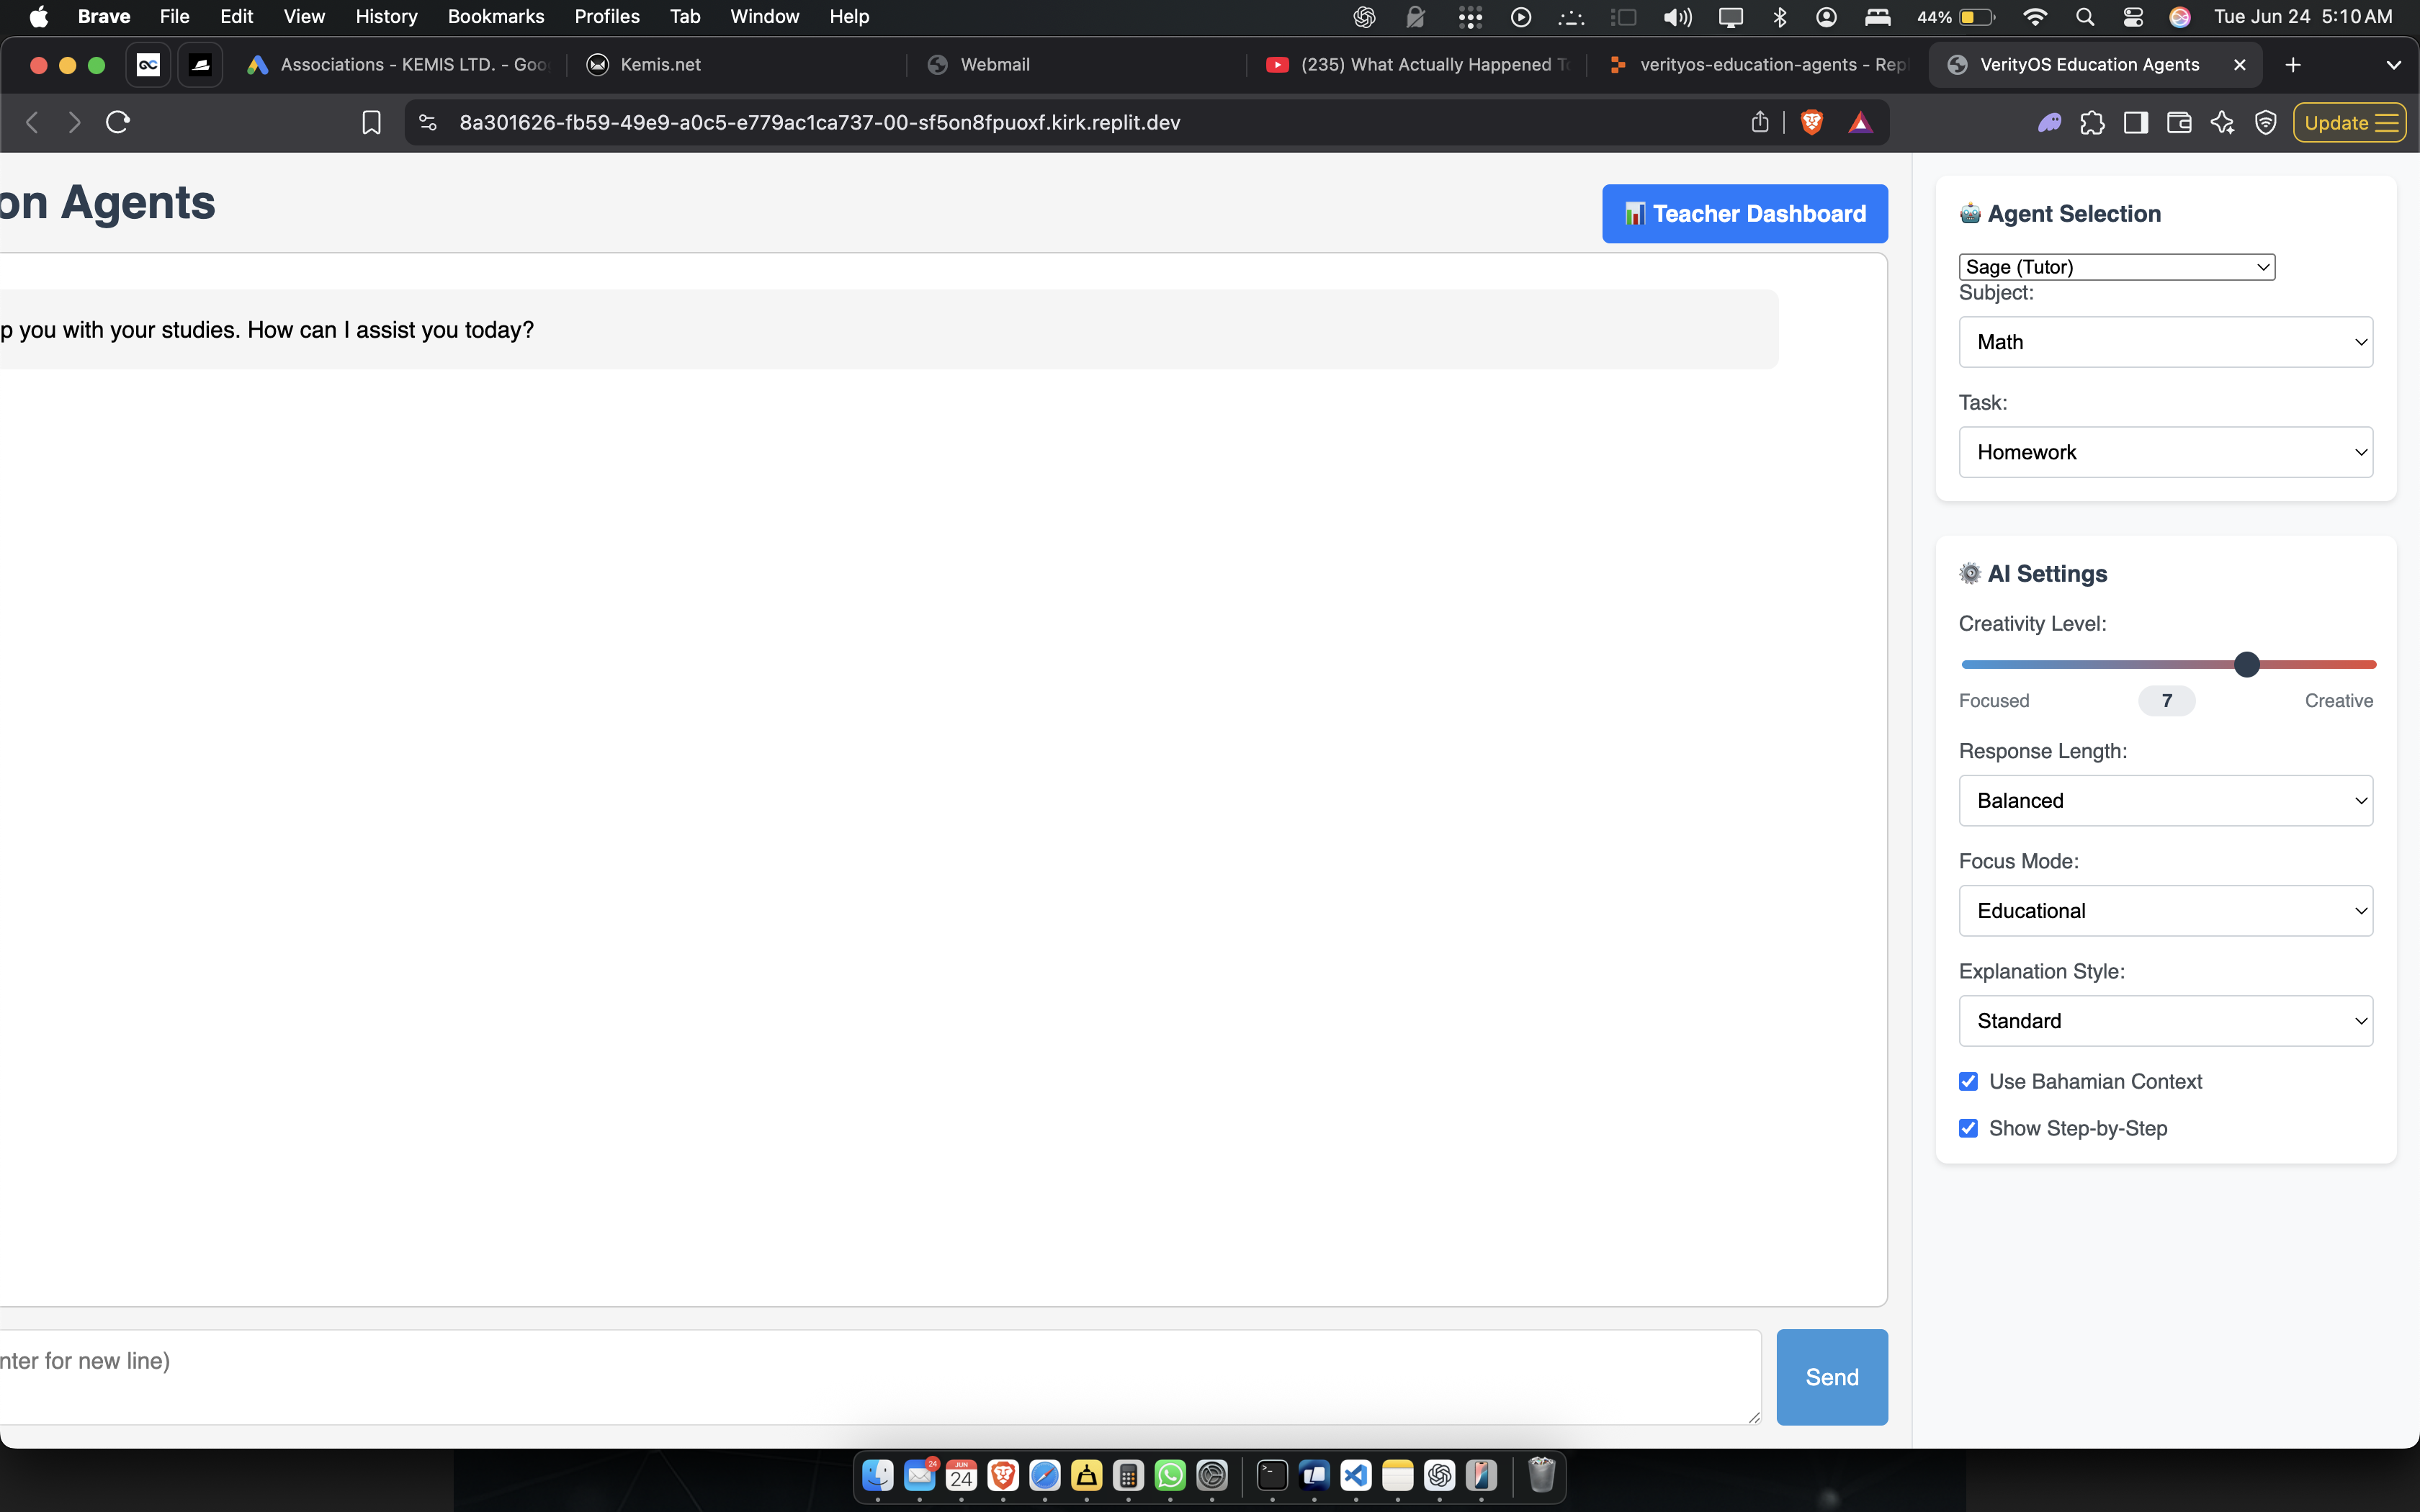 Brave File Edit View History Bookmarks Profiles Tab Window Help 44% Tue Jun 24 5:10 AM
Associations - KEMIS LTD. - Goo Kemis.net Webmail (235) What Actually Happened T verityos-education-agents - Rep VerityOS Education Agents
8a301626-fb59-49e9-a0c5-e779ac1ca737-00-sf5on8fpuoxf.kirk.replit.dev Update
on Agents
Teacher Dashboard
p you with your studies. How can I assist you today?
nter for new line)
Send
Agent Selection
Sage (Tutor)
Subject:
Math
Task:
Homework
AI Settings
Creativity Level:
Focused 7 Creative
Response Length:
Balanced
Focus Mode:
Educational
Explanation Style:
Standard
Use Bahamian Context
Show Step-by-Step
24 JUN 24